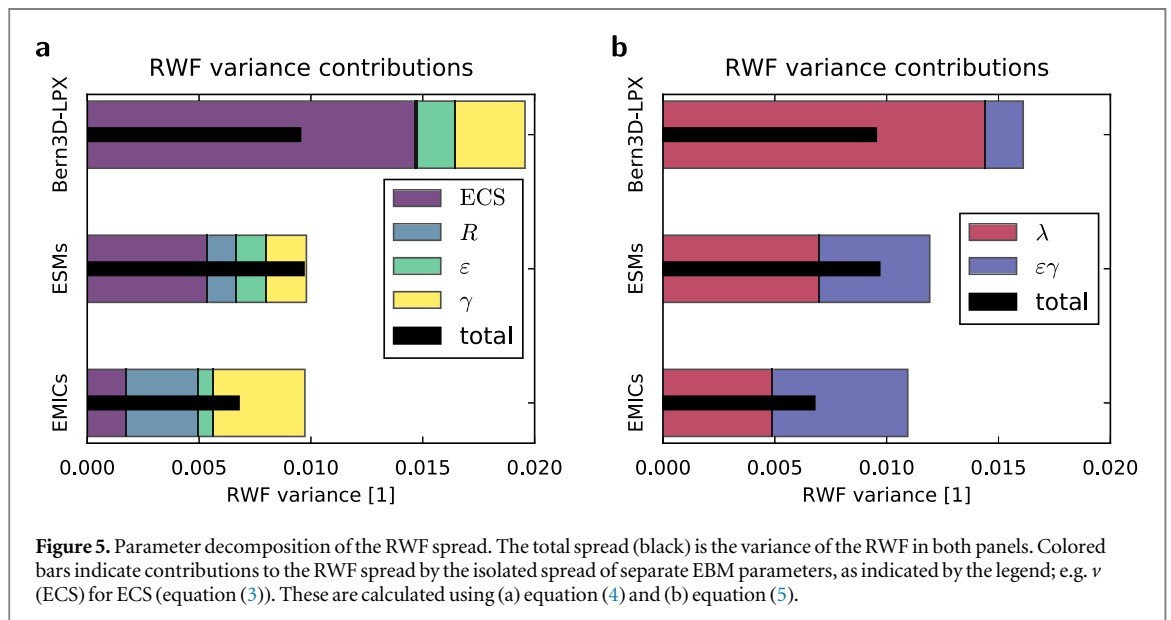 a
RWF variance contributions
Bern3D-LPX
ESMs
EMICs
ECS
R
ε
γ
total
0.000 0.005 0.010 0.015 0.020
RWF variance [1]
b
RWF variance contributions
Bern3D-LPX
ESMs
EMICs
λ
εγ
total
0.000 0.005 0.010 0.015 0.020
RWF variance [1]
Figure 5. Parameter decomposition of the RWF spread. The total spread (black) is the variance of the RWF in both panels. Colored
bars indicate contributions to the RWF spread by the isolated spread of separate EBM parameters, as indicated by the legend; e.g. v
(ECS) for ECS (equation (3)). These are calculated using (a) equation (4) and (b) equation (5).